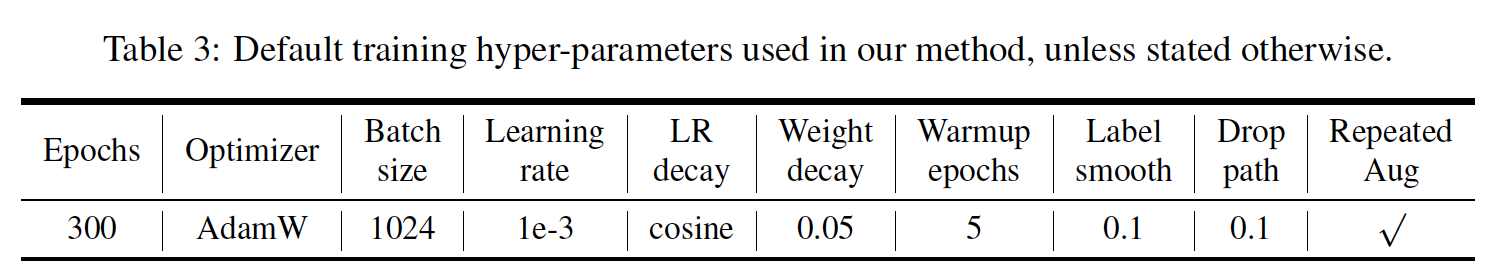 Table 3: Default training hyper-parameters used in our method, unless stated otherwise.
Epochs Optimizer Batch size Learning rate LR decay Weight decay Warmup epochs Label smooth Drop path Repeated Aug
300 AdamW 1024 1e-3 cosine 0.05 5 0.1 0.1 √